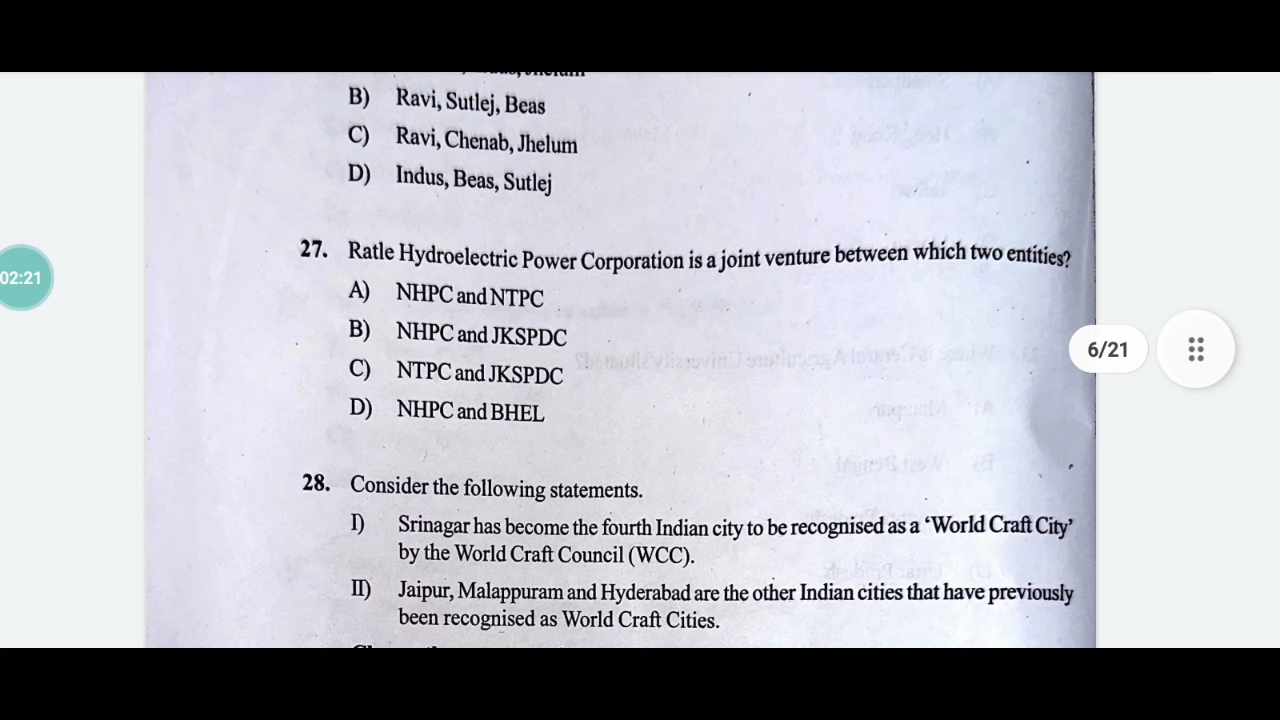 B) Ravi, Sutlej, Beas
C) Ravi, Chenab, Jhelum
D) Indus, Beas, Sutlej
27. Ratle Hydroelectric Power Corporation is a joint venture between which two entities?
A) NHPC and NTPC
B) NHPC and JKSPDC
C) NTPC and JKSPDC
D) NHPC and BHEL
28. Consider the following statements.
I) Srinagar has become the fourth Indian city to be recognised as a ‘World Craft City’
by the World Craft Council (WCC).
II) Jaipur, Malappuram and Hyderabad are the other Indian cities that have previously
been recognised as World Craft Cities.
02:21
6/21